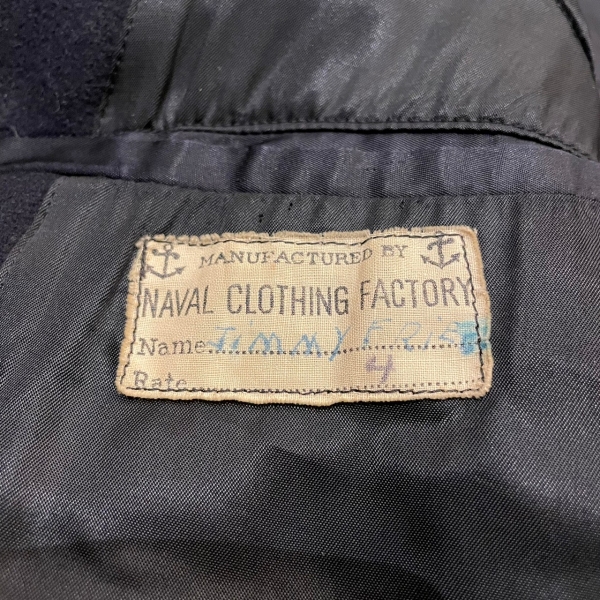 MANUFACTURED BY
NAVAL CLOTHING FACTORY
Name Jimmy
Rate 4